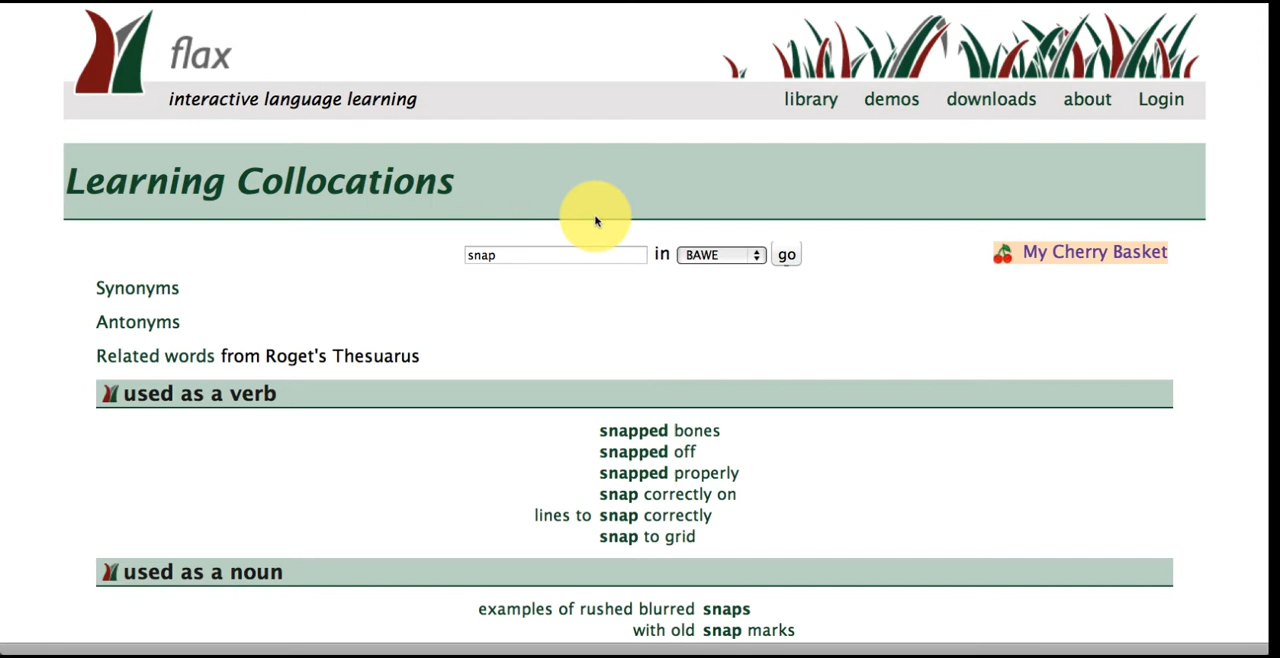 flax
interactive language learning
library demos downloads about Login
Learning Collocations
snap in BAWE go My Cherry Basket
Synonyms
Antonyms
Related words from Roget's Thesuarus
used as a verb
snapped bones
snapped off
snapped properly
snap correctly on
lines to snap correctly
snap to grid
used as a noun
examples of rushed blurred snaps
with old snap marks